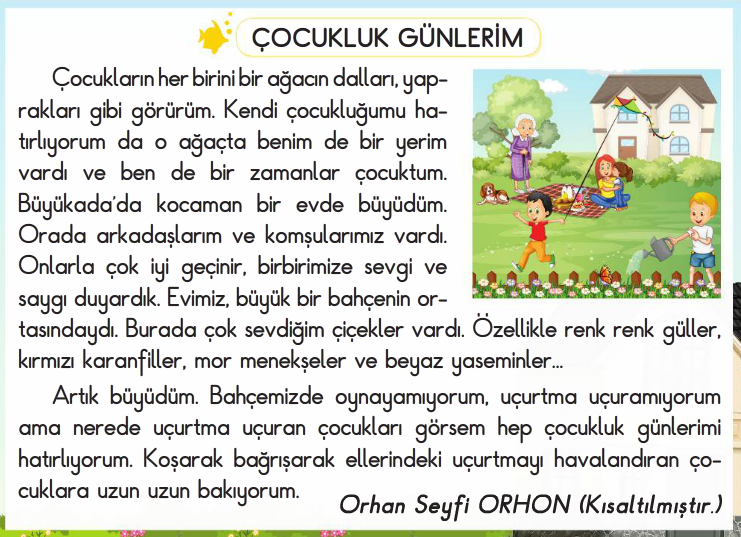 ÇOCUKLUK GÜNLERİM
Çocukların her birini bir ağacın dalları, yap-
rakları gibi görürüm. Kendi çocukluğumu ha-
tırlıyorum da o ağaçta benim de bir yerim
vardı ve ben de bir zamanlar çocuktum.
Büyükada'da kocaman bir evde büyüdüm.
Orada arkadaşlarım ve komşularımız vardı.
Onlarla çok iyi geçinir, birbirimize sevgi ve
saygı duyardık. Evimiz, büyük bir bahçenin or-
tasındaydı. Burada çok sevdiğim çiçekler vardı. Özellikle renk renk güller,
kırmızı karanfiller, mor menekşeler ve beyaz yaseminler...
Artık büyüdüm. Bahçemizde oynayamıyorum, uçurtma uçuramıyorum
ama nerede uçurtma uçuran çocukları görsem hep çocukluk günlerimi
hatırlıyorum. Koşarak bağrışarak ellerindeki uçurtmayı havalandıran ço-
cuklara uzun uzun bakıyorum.
Orhan Seyfi ORHON (Kısaltılmıştır.)